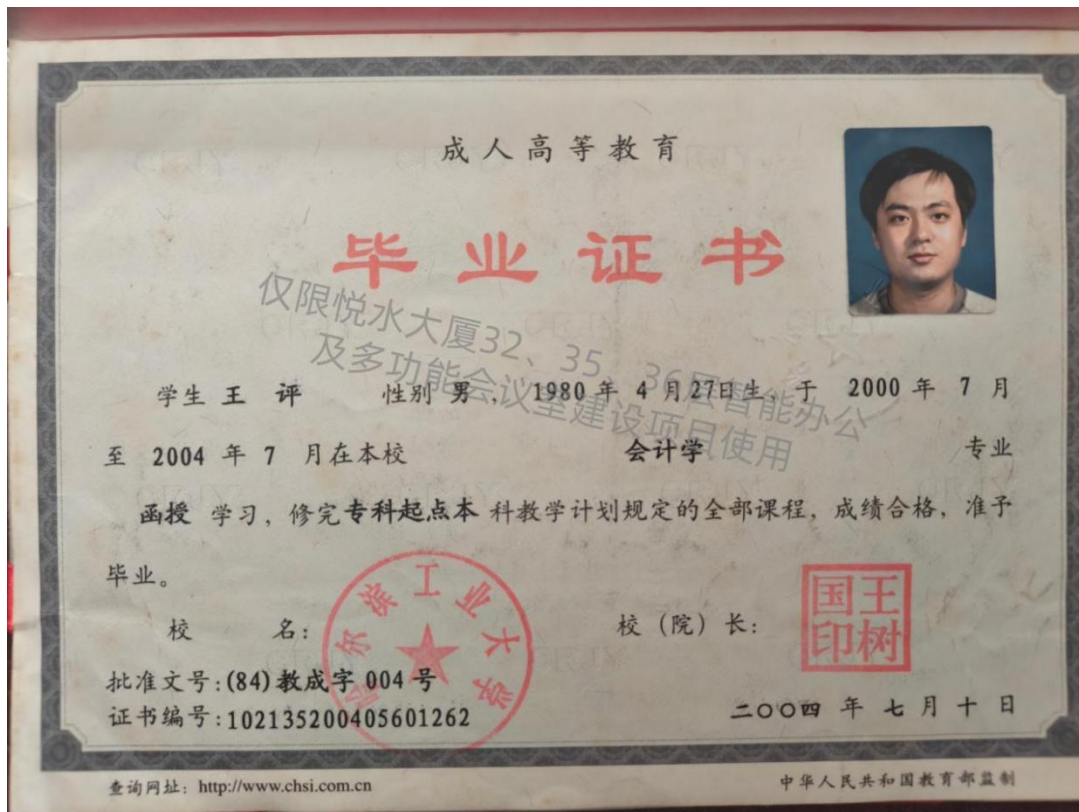 成人高等教育
毕业证书
仅限悦水大厦32、35、36层智能办公
及多功能会议室建设项目使用
学生 王 评 性别 男, 1980 年 4 月 27日生, 于 2000 年 7 月
至 2004 年 7 月在本校 会计学 专业
函授 学习, 修完专科起点本 科教学计划规定的全部课程, 成绩合格, 准予
毕业。
校 名: 校(院)长:
哈尔滨工业大学
王树国印
批准文号:(84)教成字 004 号
证书编号:102135200405601262
二〇〇四 年 七 月 十 日
查询网址: http://www.chsi.com.cn
中华人民共和国教育部监制